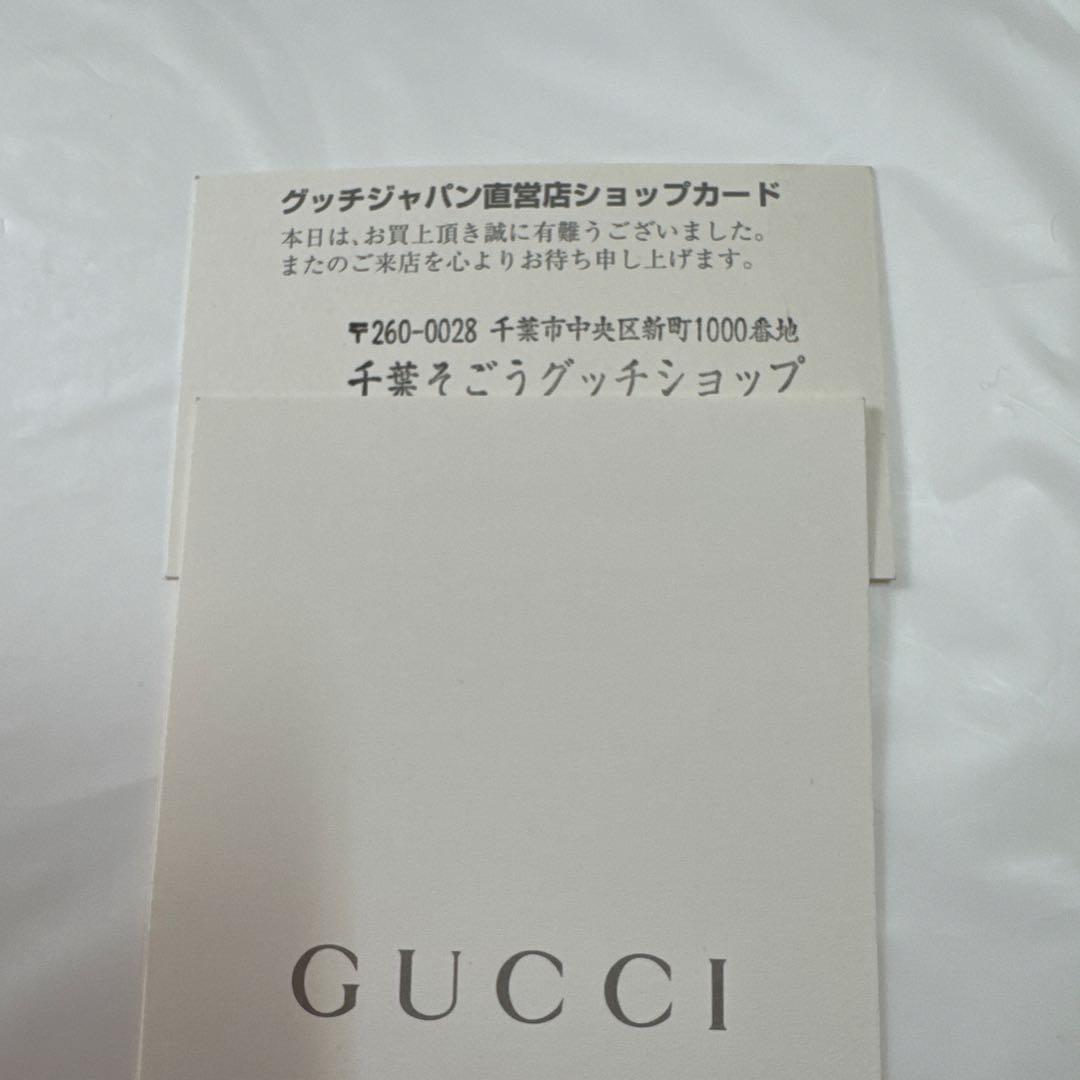 グッチジャパン直営店ショップカード
本日は、お買上頂き誠に有難うございました。
またのご来店を心よりお待ち申し上げます。
〒260-0028 千葉市中央区新町1000番地
千葉そごうグッチショップ
GUCCI